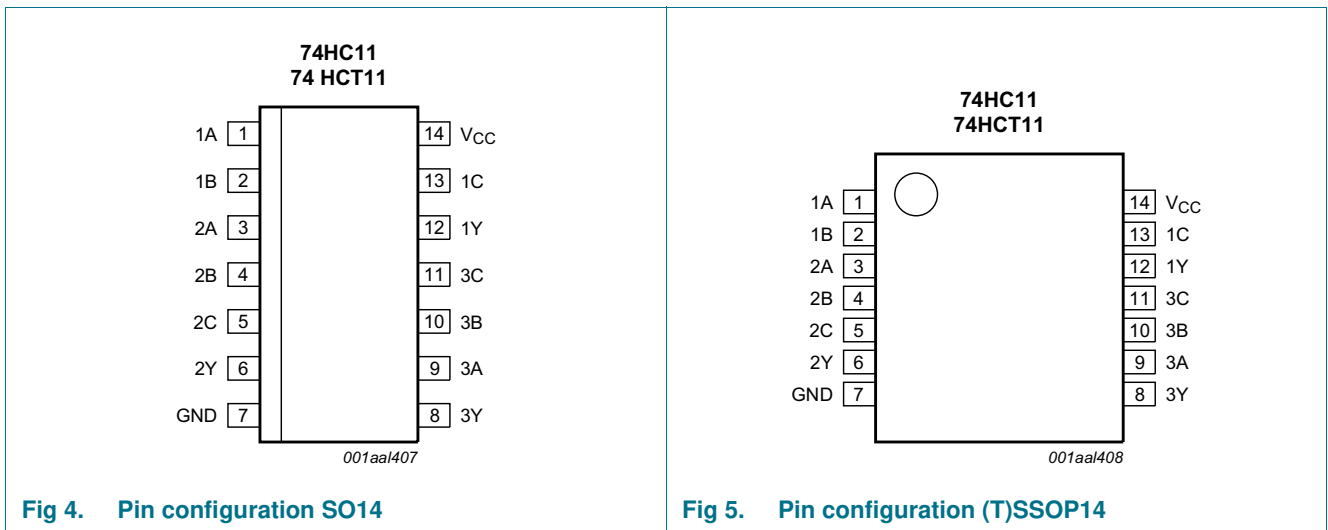 74HC11
74 HCT11
1A 1 14 VCC
1B 2 13 1C
2A 3 12 1Y
2B 4 11 3C
2C 5 10 3B
2Y 6 9 3A
GND 7 8 3Y
001aal407
Fig 4. Pin configuration SO14
74HC11
74HCT11
1A 1 14 VCC
1B 2 13 1C
2A 3 12 1Y
2B 4 11 3C
2C 5 10 3B
2Y 6 9 3A
GND 7 8 3Y
001aal408
Fig 5. Pin configuration (T)SSOP14